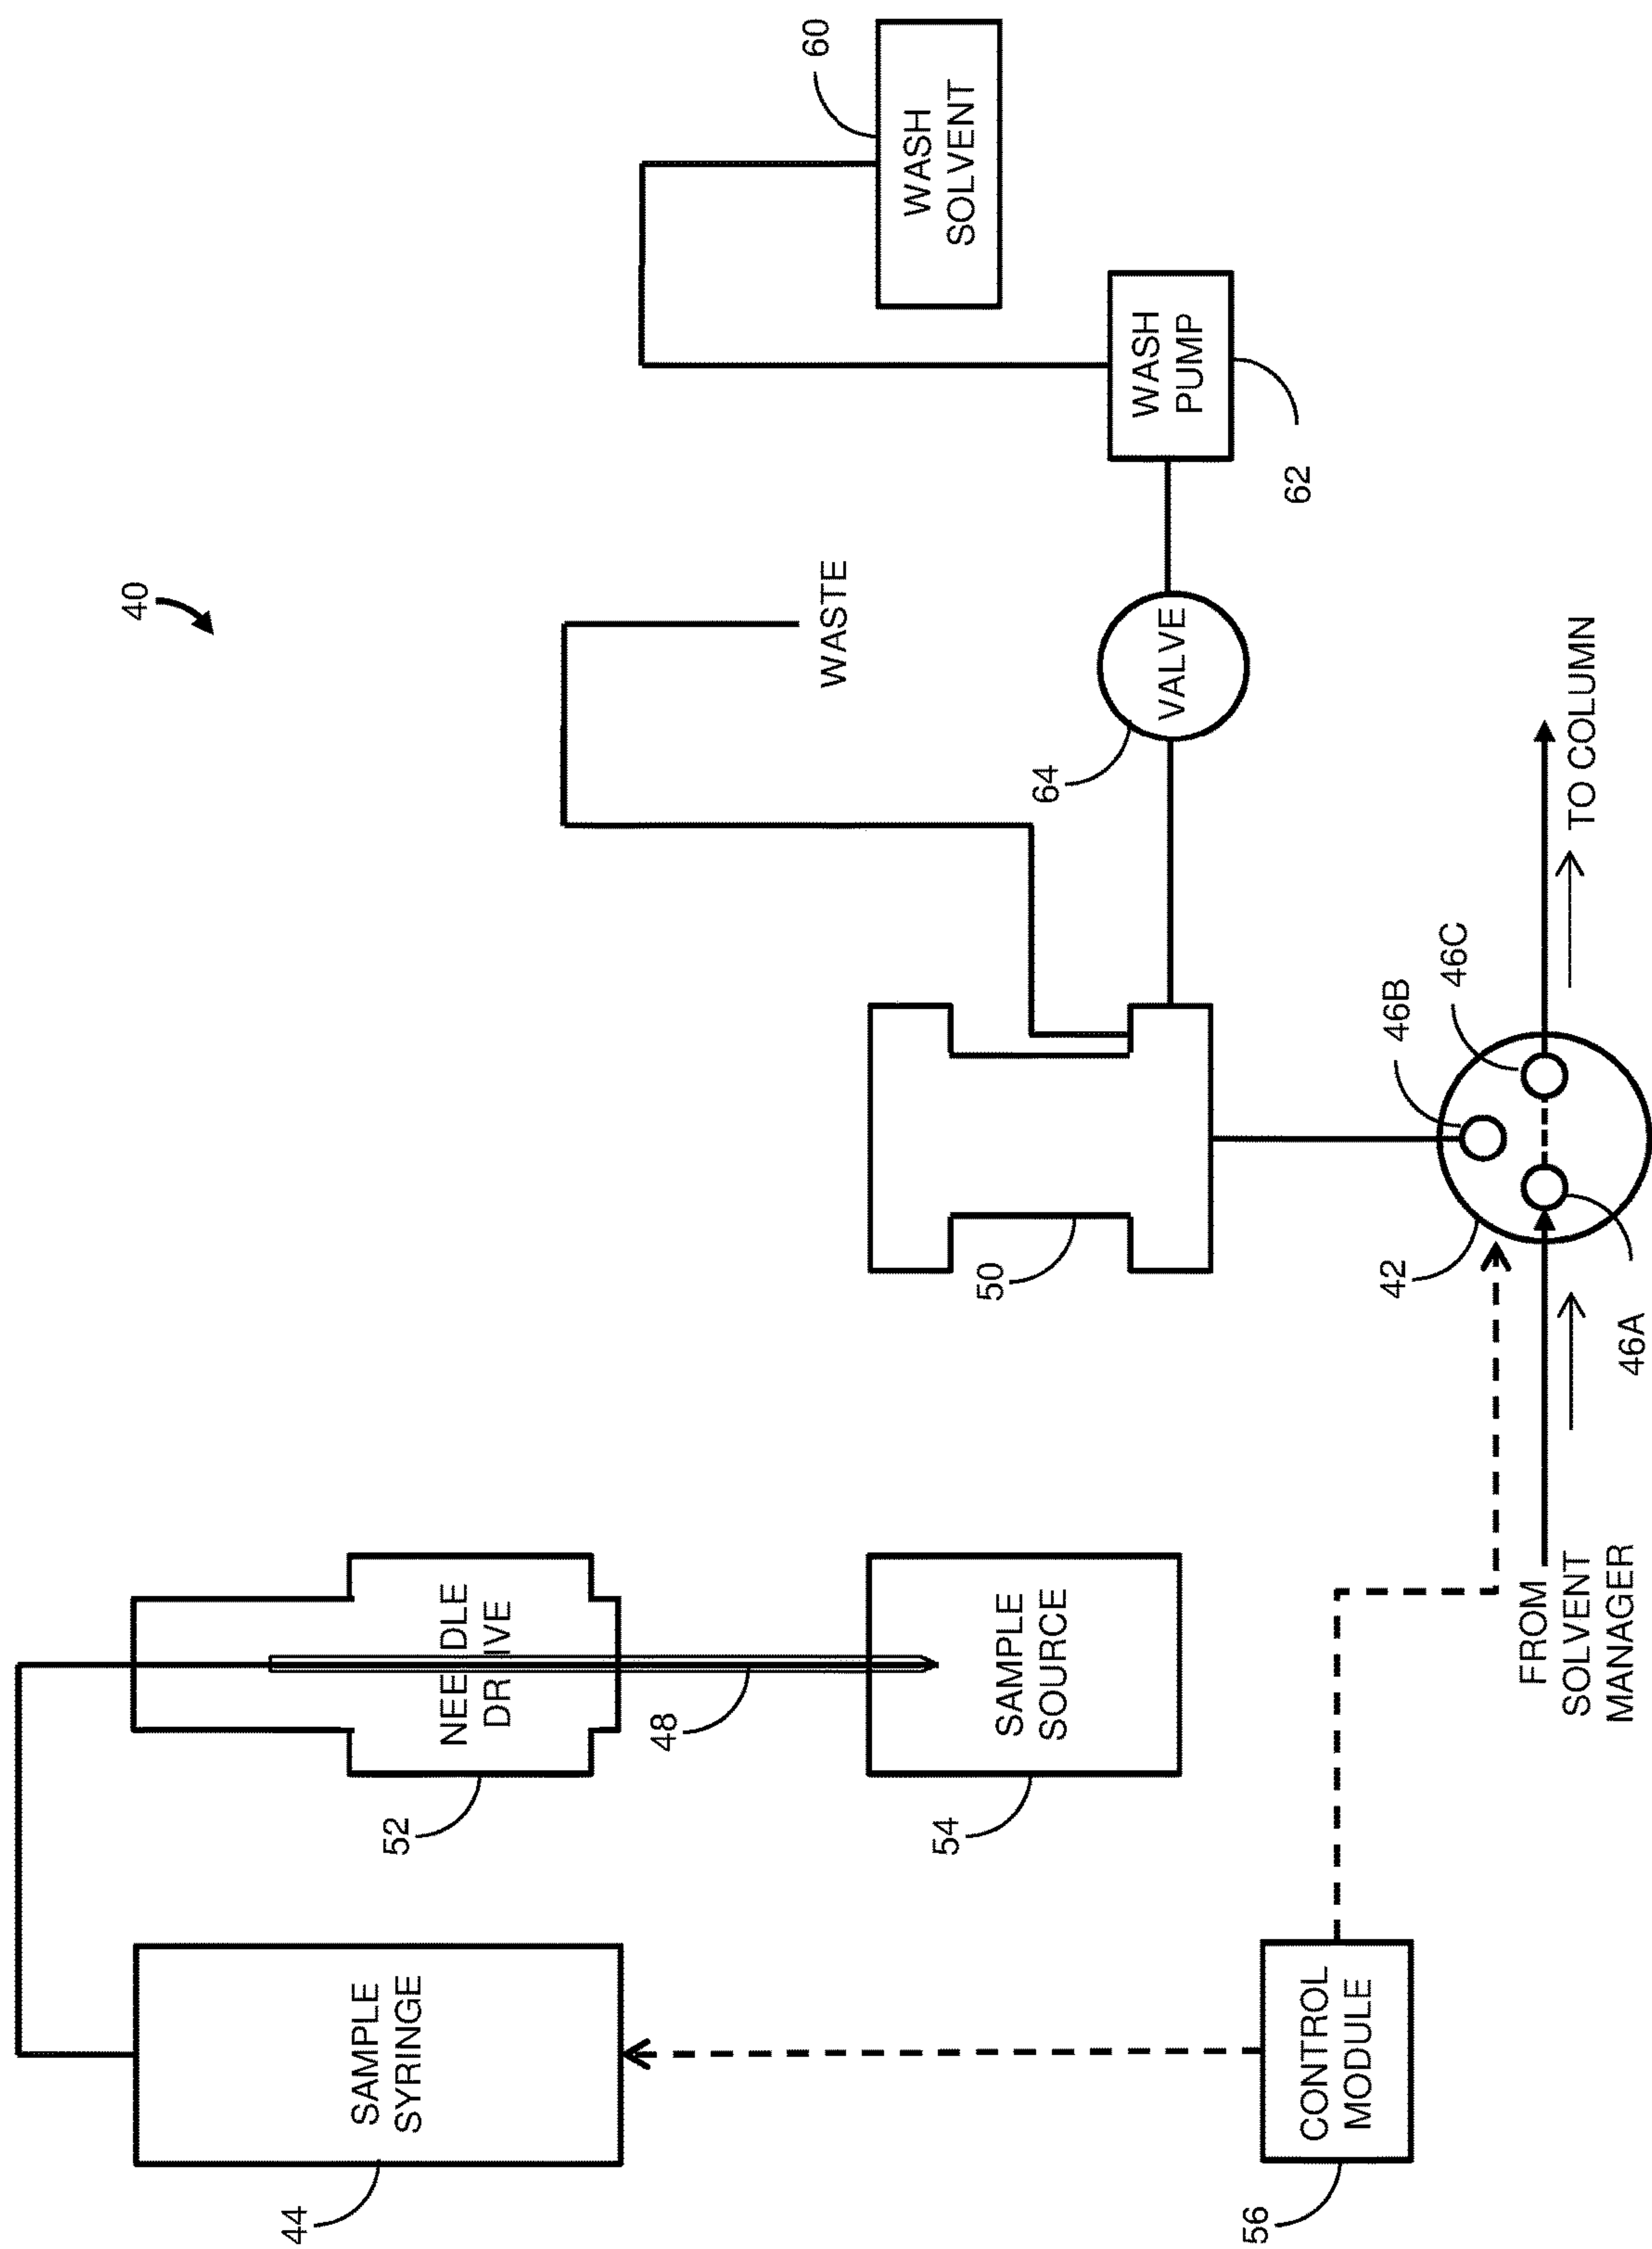 40
44
SAMPLE
SYRINGE
52
NEEDLE
DRIVE
48
54
SAMPLE
SOURCE
56
CONTROL
MODULE
50
WASTE
60
WASH
SOLVENT
62
WASH
PUMP
64
VALVE
42
46A
46B
46C
FROM
SOLVENT
MANAGER
TO COLUMN